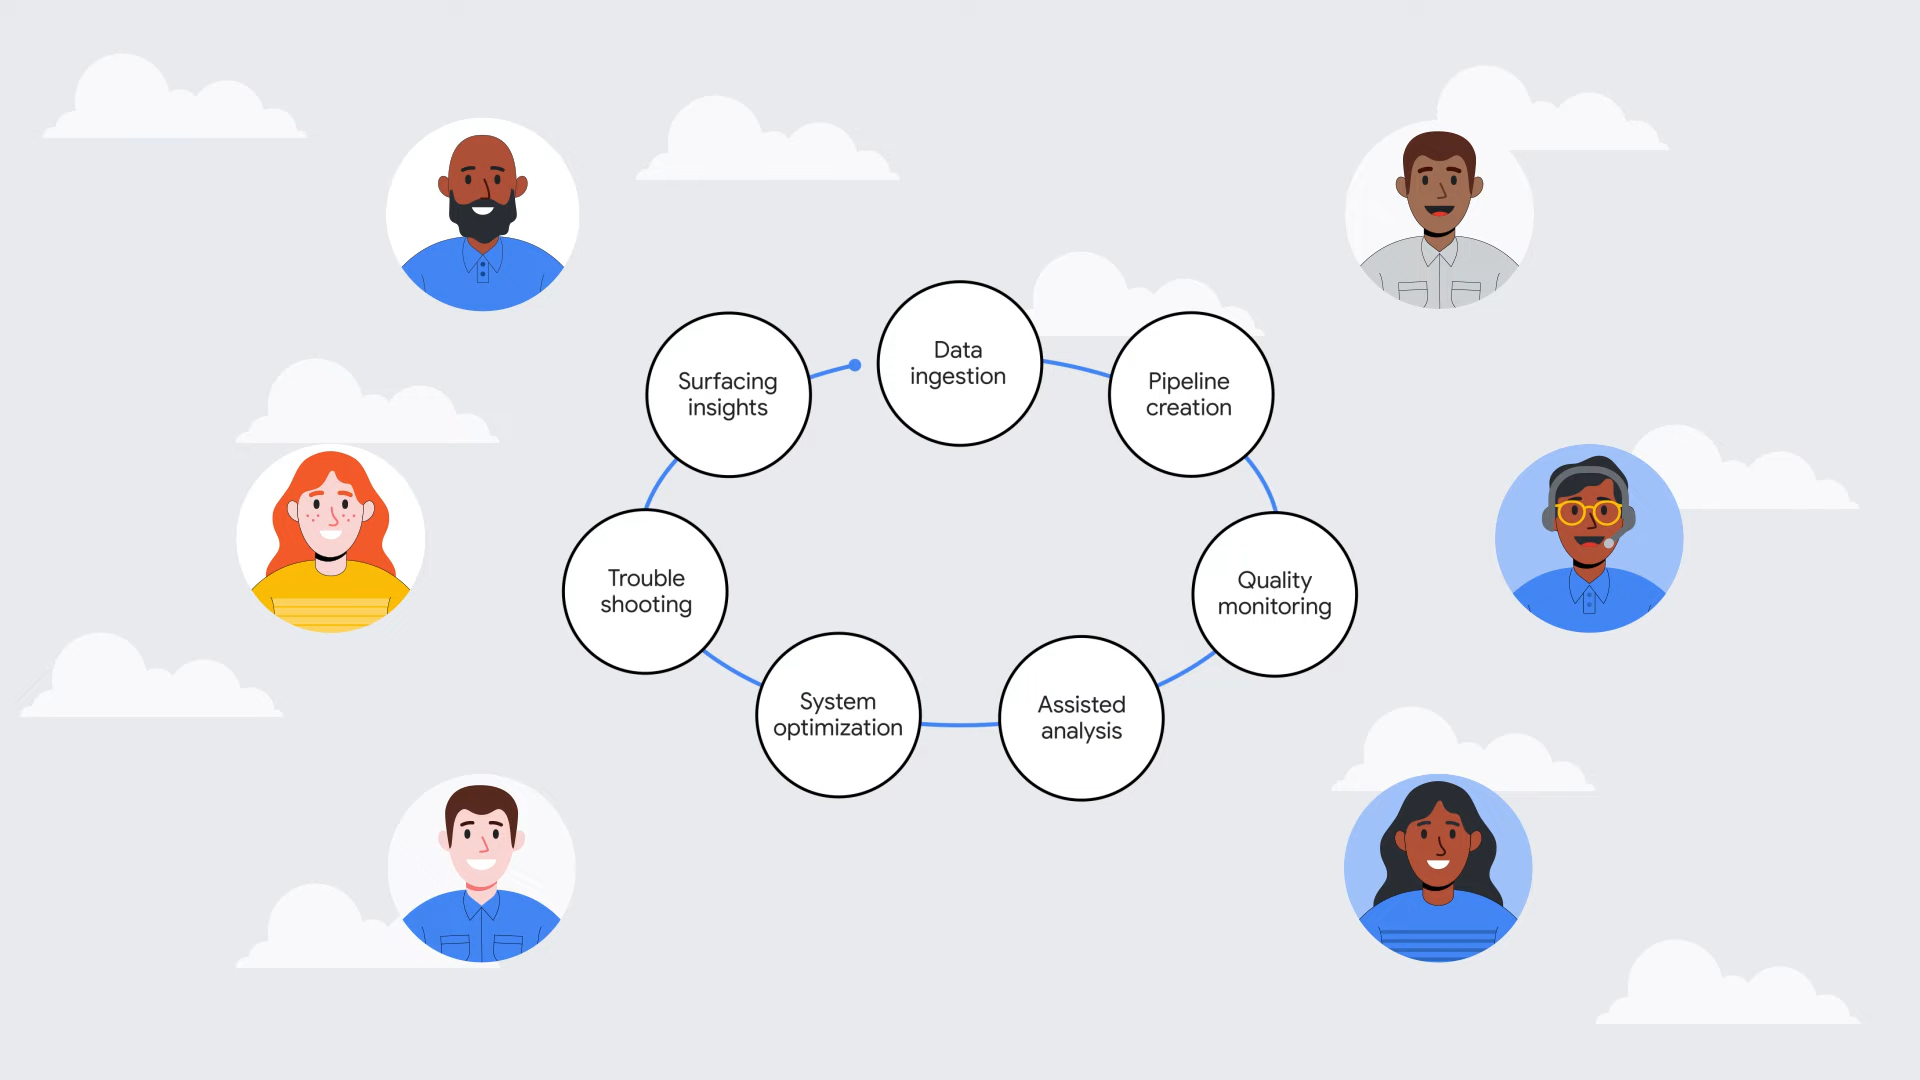 Data
ingestion
Pipeline
creation
Quality
monitoring
Assisted
analysis
System
optimization
Trouble
shooting
Surfacing
insights